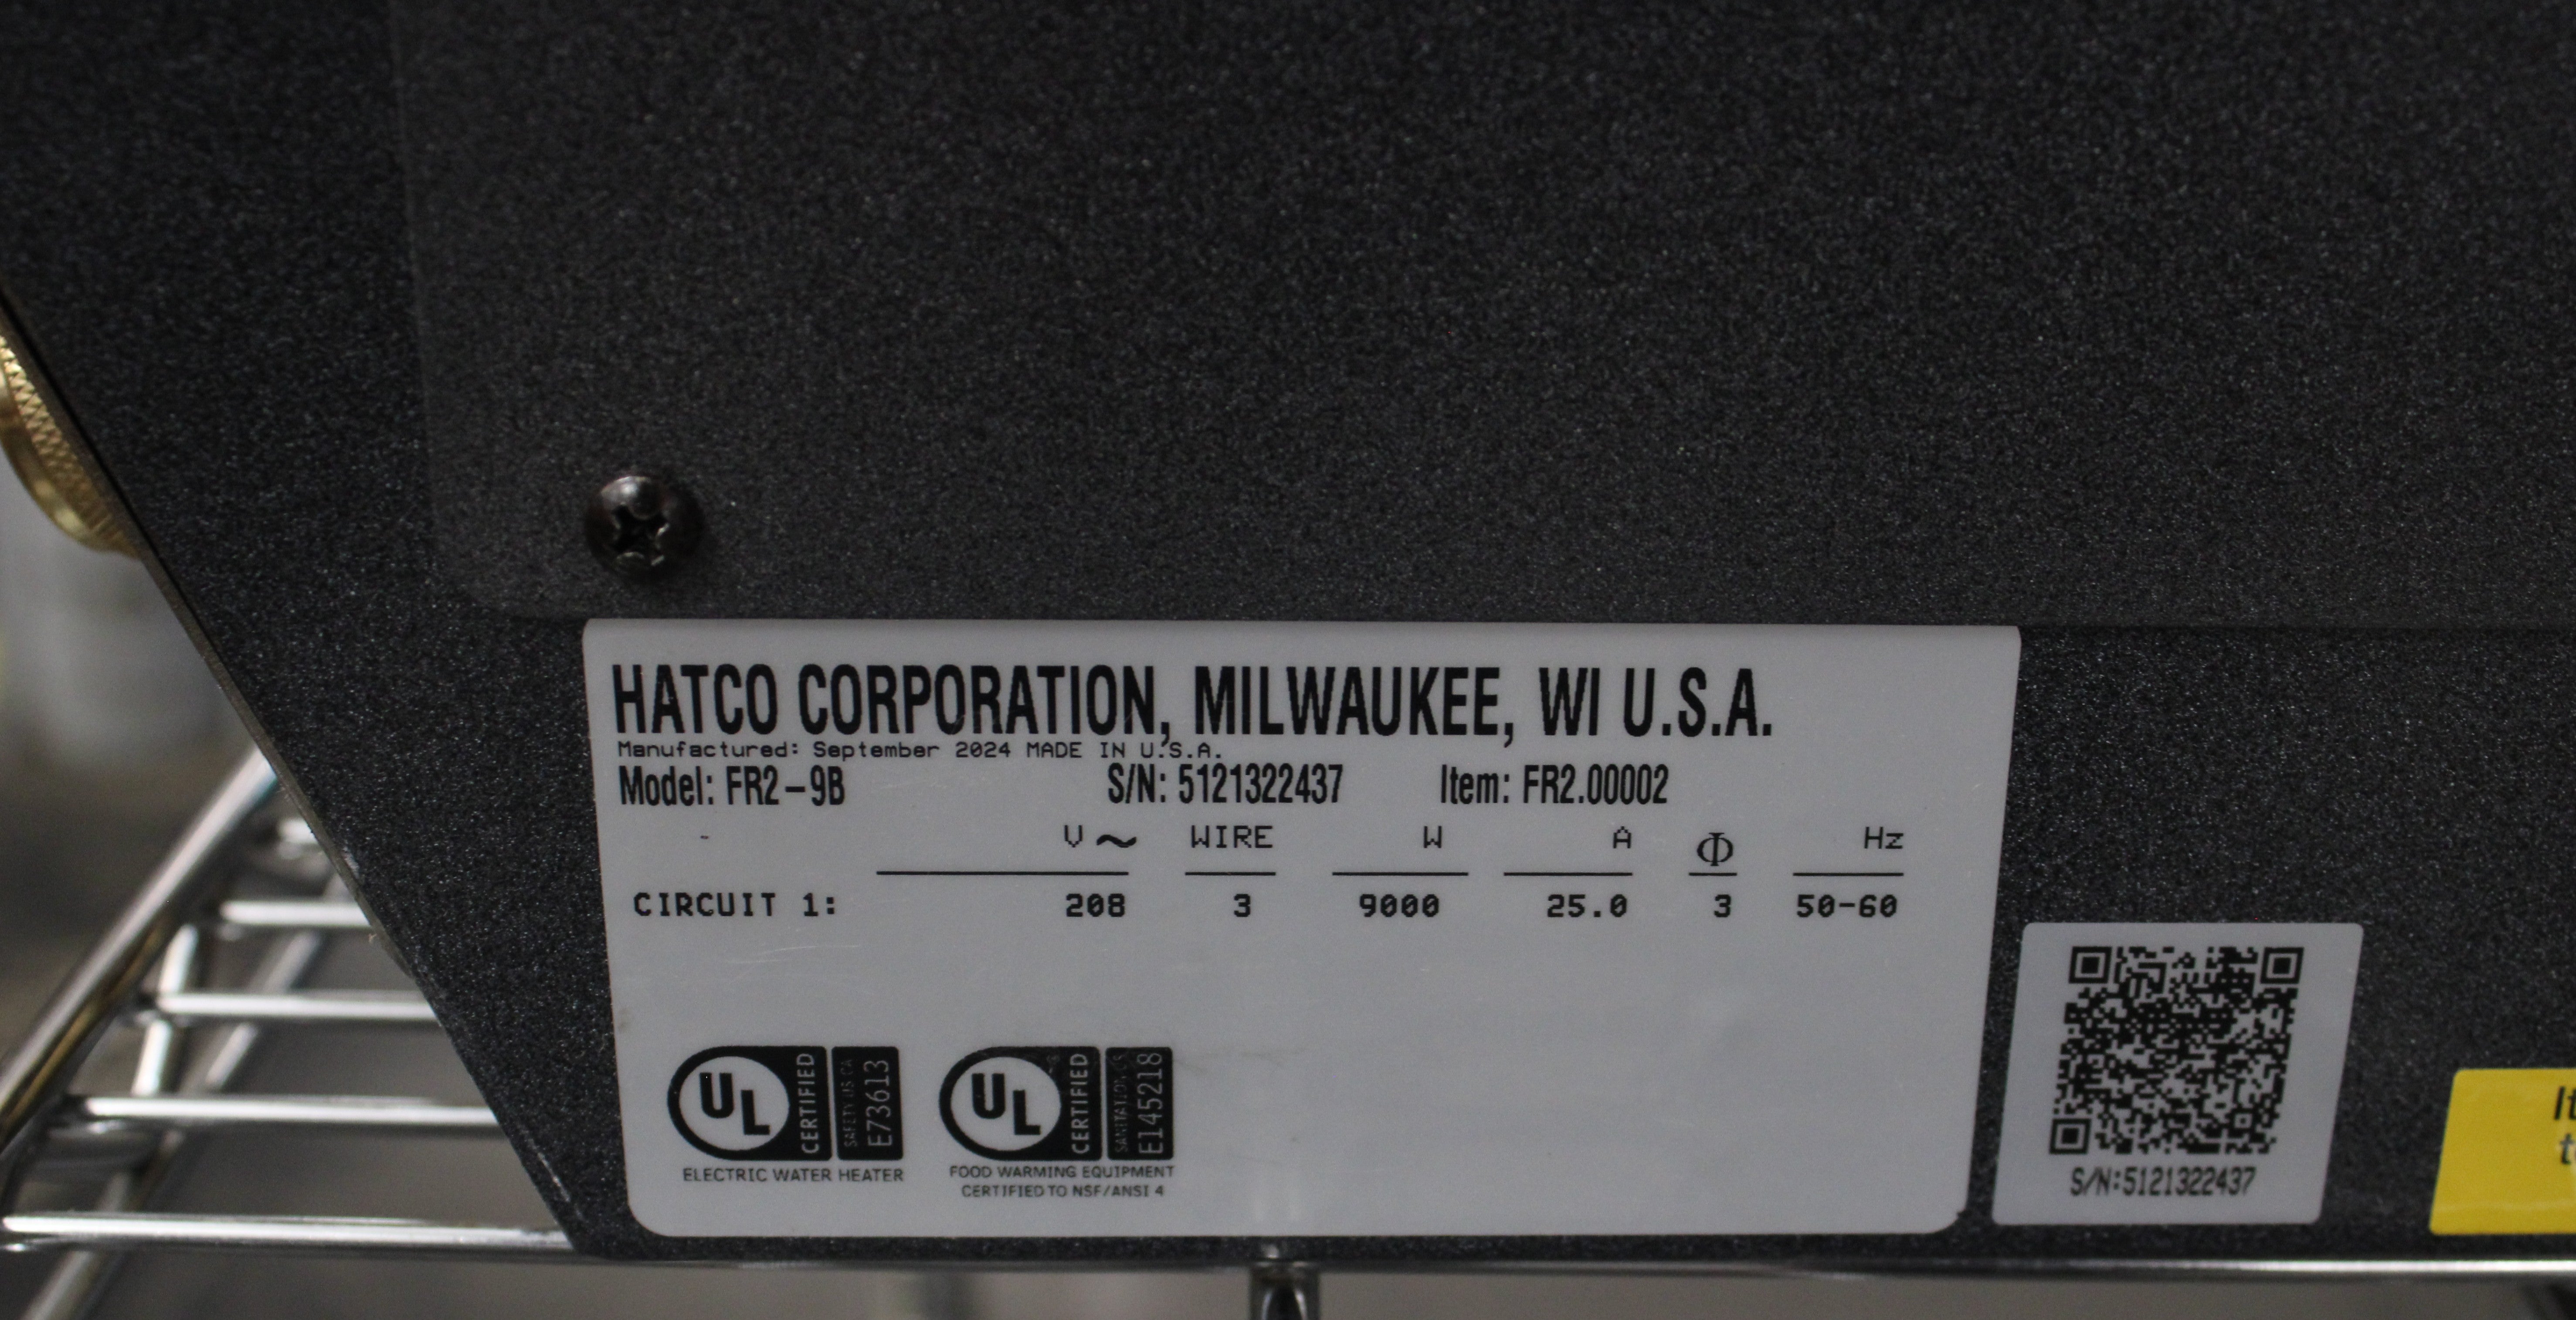 HATCO CORPORATION, MILWAUKEE, WI U.S.A.
Manufactured: September 2024 MADE IN U.S.A.
Model: FR2-9B S/N: 5121322437 Item: FR2.00002
- V ~ WIRE W A Φ Hz
CIRCUIT 1: 208 3 9000 25.0 3 50-60
UL CERTIFIED SAFETY US CA E73613
ELECTRIC WATER HEATER
UL CERTIFIED SANITATION US E145218
FOOD WARMING EQUIPMENT
CERTIFIED TO NSF/ANSI 4
S/N:5121322437